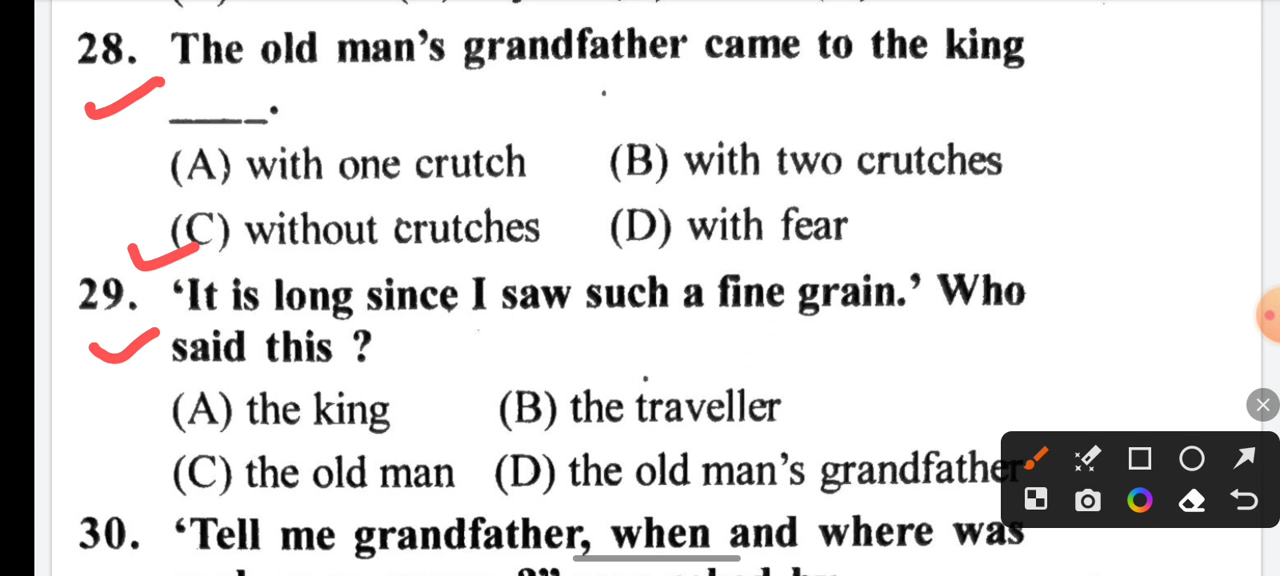 28. The old man's grandfather came to the king
____.
(A) with one crutch (B) with two crutches
(C) without crutches (D) with fear
29. 'It is long since I saw such a fine grain.' Who
said this ?
(A) the king (B) the traveller
(C) the old man (D) the old man's grandfather
30. 'Tell me grandfather, when and where was